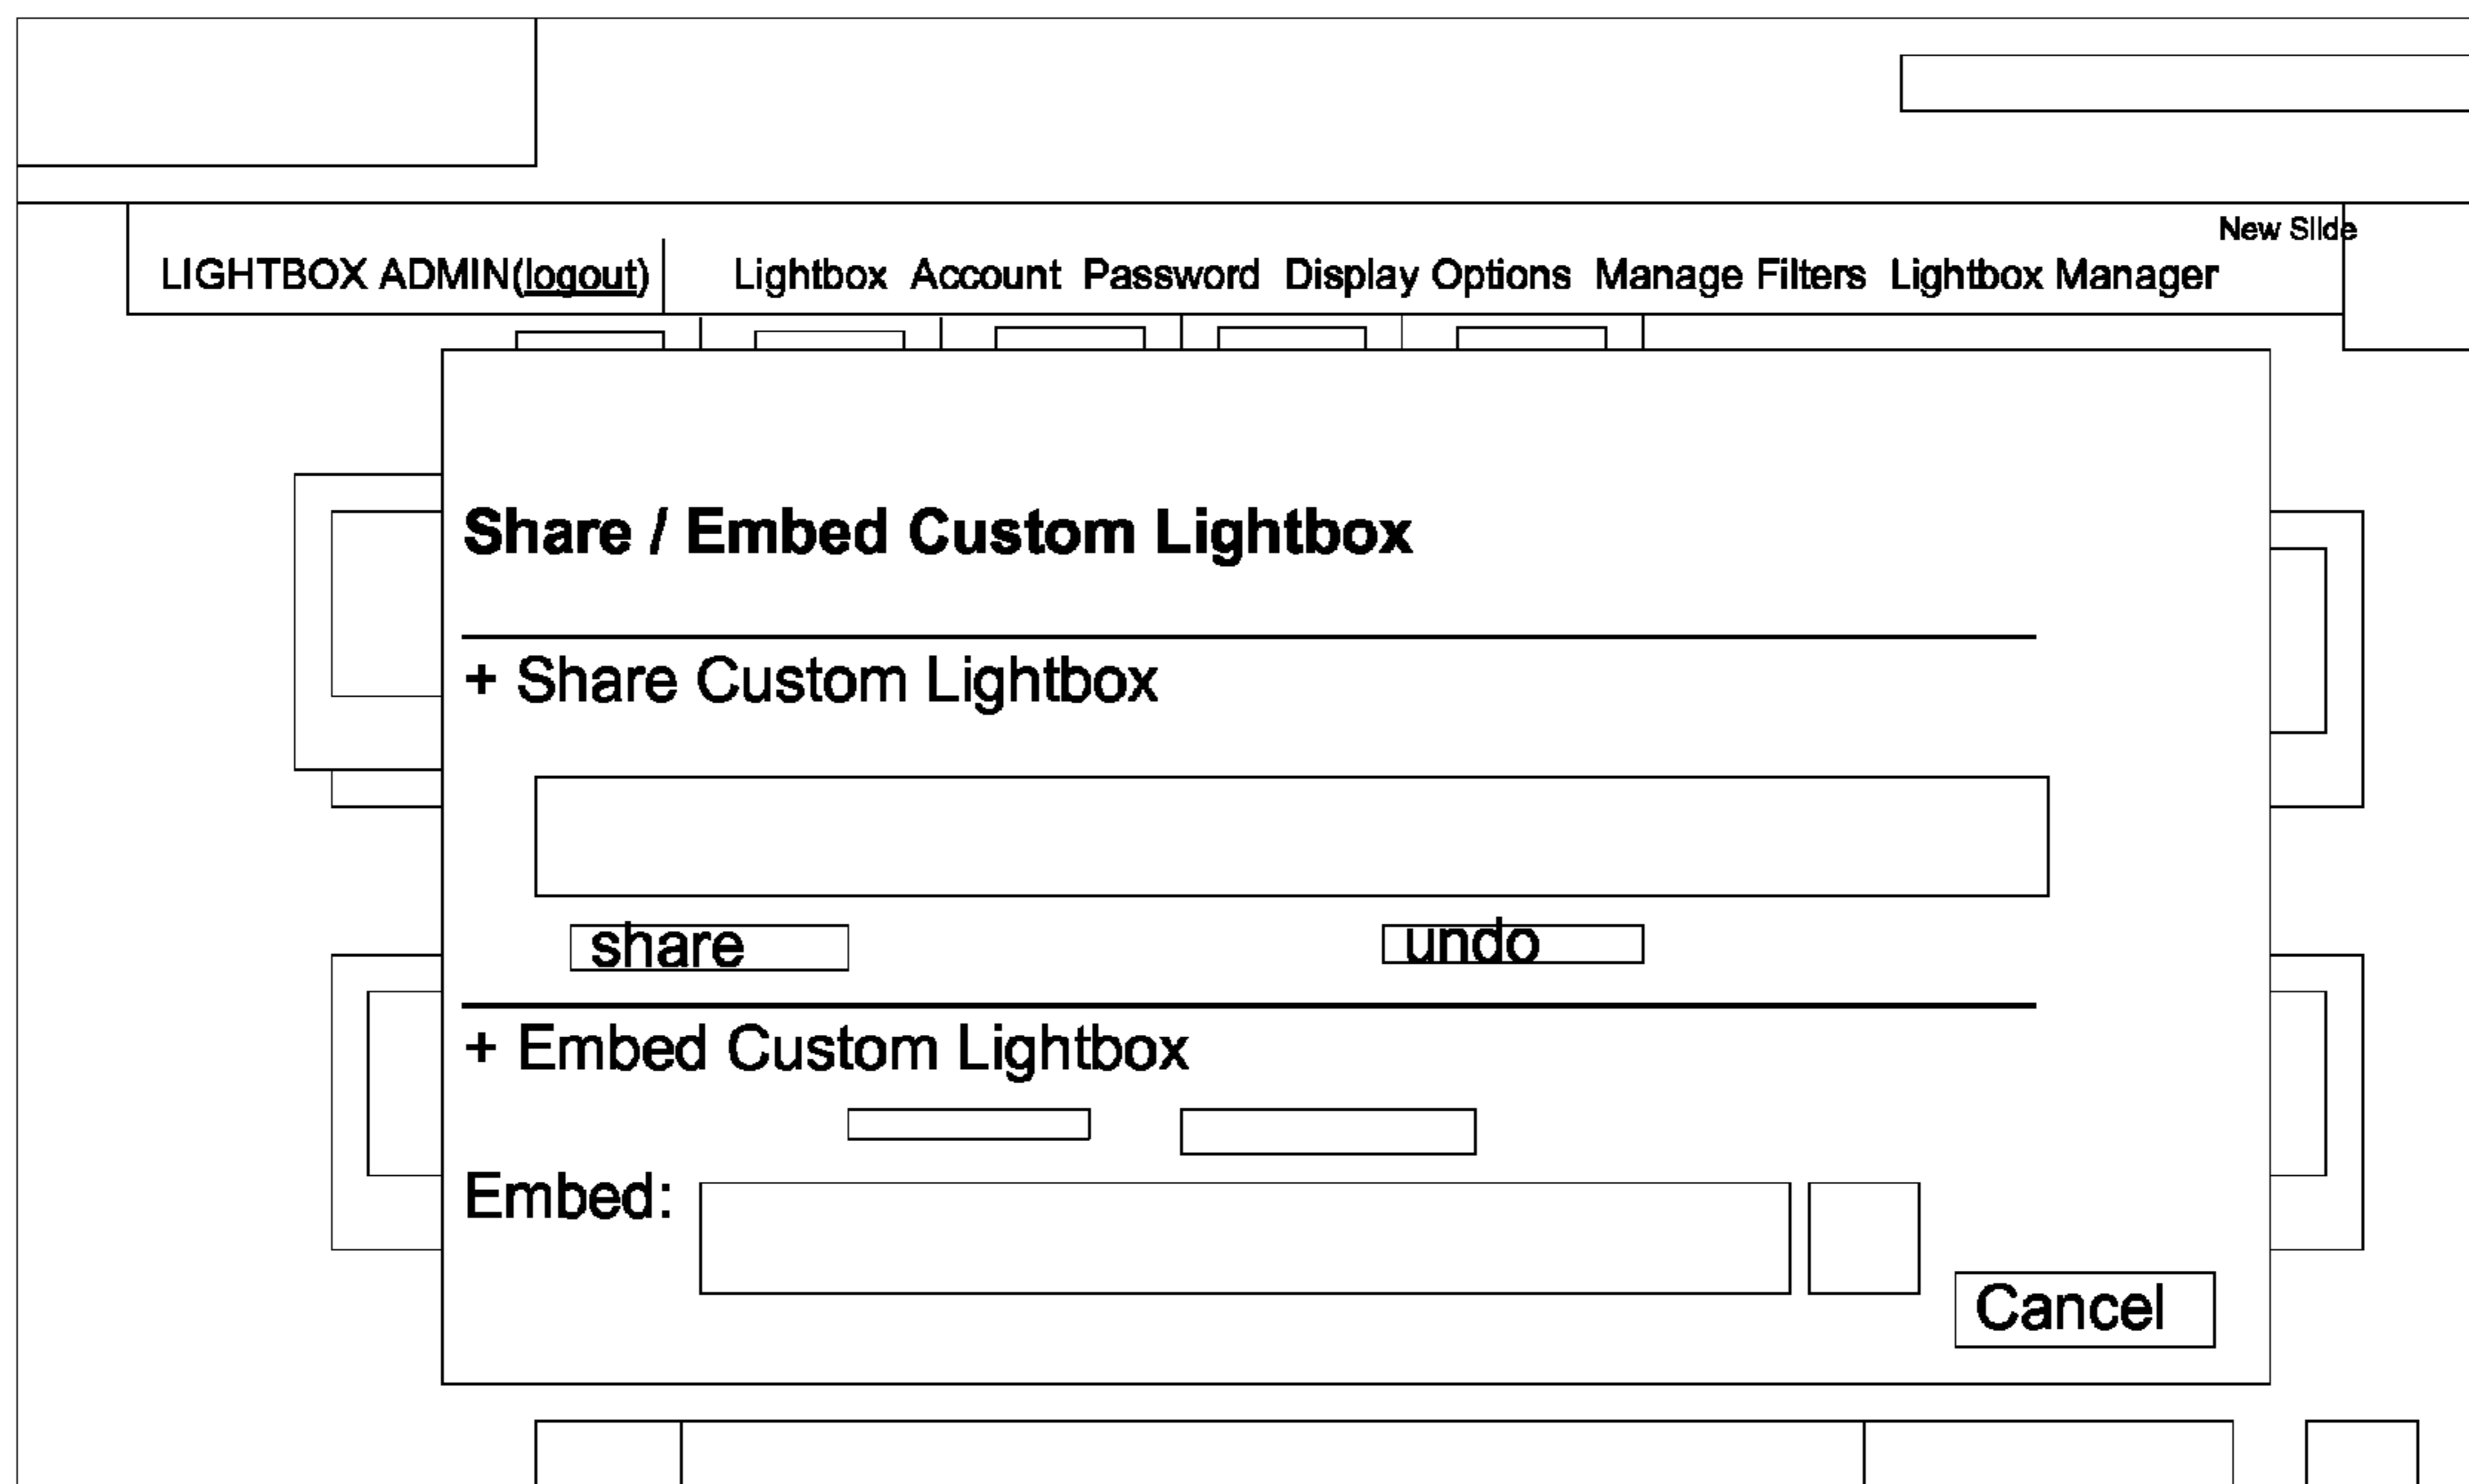 New Slide
LIGHTBOX ADMIN(logout) Lightbox Account Password Display Options Manage Filters Lightbox Manager
Share / Embed Custom Lightbox
+ Share Custom Lightbox
share undo
+ Embed Custom Lightbox
Embed:
Cancel